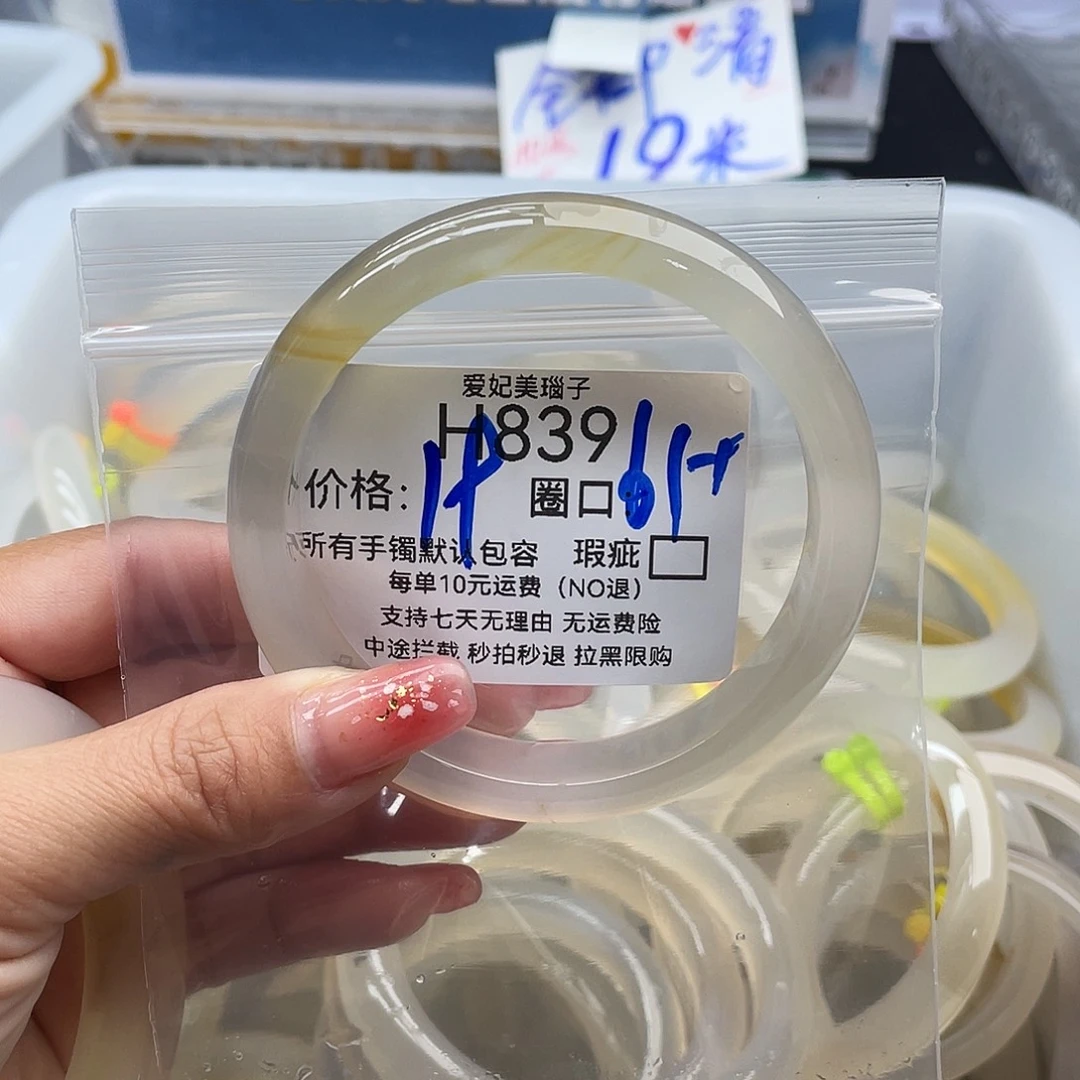 19米
爱妃美瑙子
H839
价格: 19 圈口: 61+
所有手镯默认包容 瑕疵
每单10元运费（NO退）
支持七天无理由 无运费险
中途拦截 秒拍秒退 拉黑限购